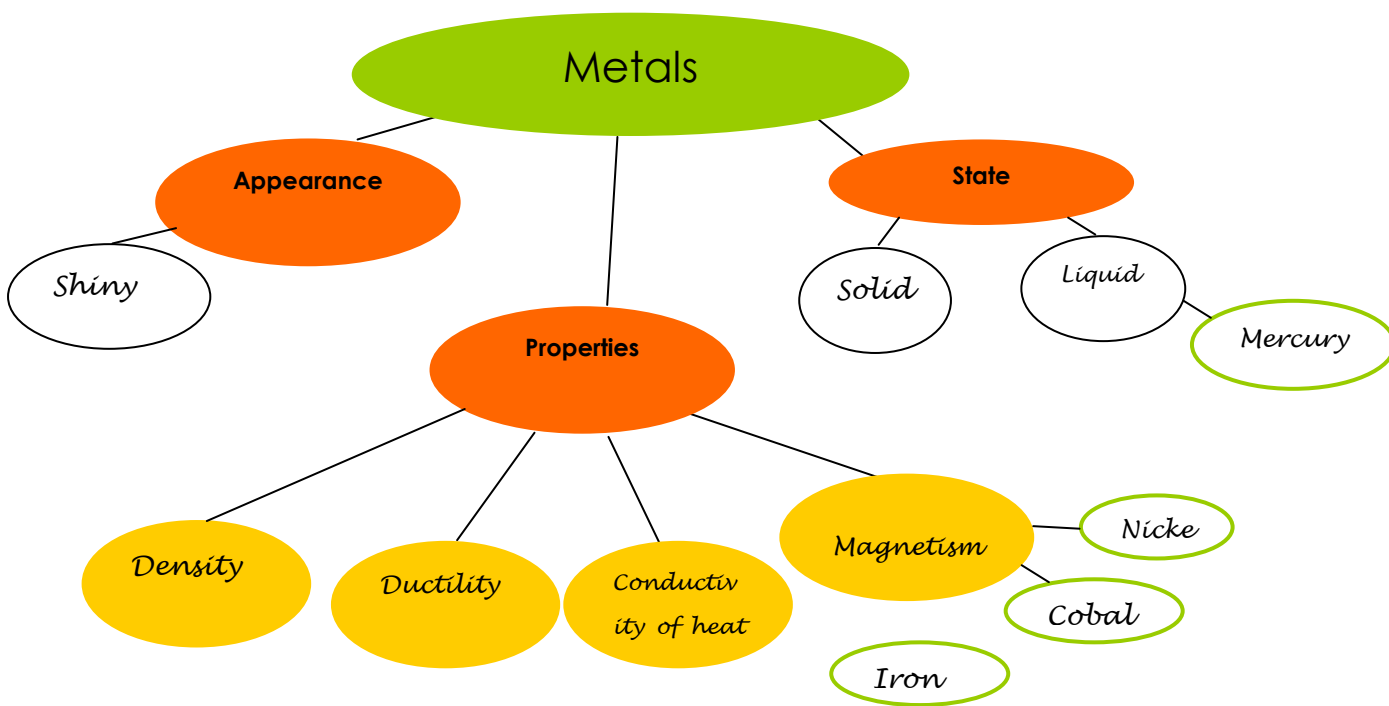 Metals
Appearance
State
Shiny
Solid
Liquid
Mercury
Properties
Density
Ductility
Conductiv
ity of heat
Magnetism
Nicke
Cobal
Iron